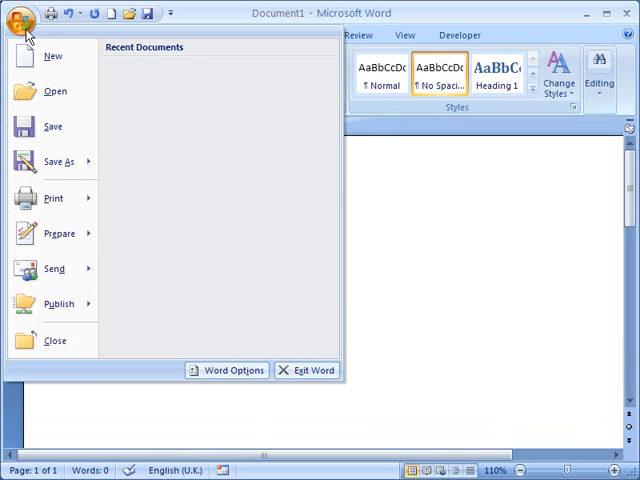 Document1 - Microsoft Word
Review View Developer
Recent Documents
New
Open
Save
Save As
Print
Prepare
Send
Publish
Close
Word Options Exit Word
AaBbCcDc AaBbCcDc AaBbCc
¶ Normal ¶ No Spaci... Heading 1
Change
Styles
Editing
Styles
Page: 1 of 1 Words: 0 English (U.K.) 110%